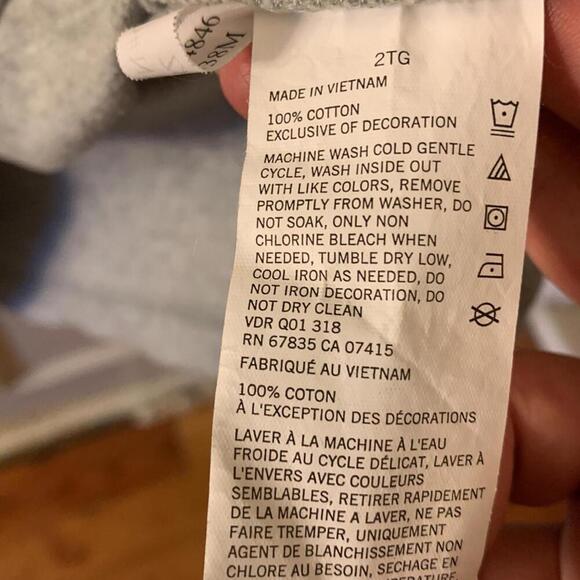 4846
38M
2TG
MADE IN VIETNAM
100% COTTON
EXCLUSIVE OF DECORATION
MACHINE WASH COLD GENTLE
CYCLE, WASH INSIDE OUT
WITH LIKE COLORS, REMOVE
PROMPTLY FROM WASHER, DO
NOT SOAK, ONLY NON
CHLORINE BLEACH WHEN
NEEDED, TUMBLE DRY LOW,
COOL IRON AS NEEDED, DO
NOT IRON DECORATION, DO
NOT DRY CLEAN
VDR Q01 318
RN 67835 CA 07415
FABRIQUÉ AU VIETNAM
100% COTON
À L'EXCEPTION DES DÉCORATIONS
LAVER À LA MACHINE À L'EAU
FROIDE AU CYCLE DÉLICAT, LAVER À
L'ENVERS AVEC COULEURS
SEMBLABLES, RETIRER RAPIDEMENT
DE LA MACHINE A LAVER, NE PAS
FAIRE TREMPER, UNIQUEMENT
AGENT DE BLANCHISSEMENT NON
CHLORE AU BESOIN, SECHAGE EN